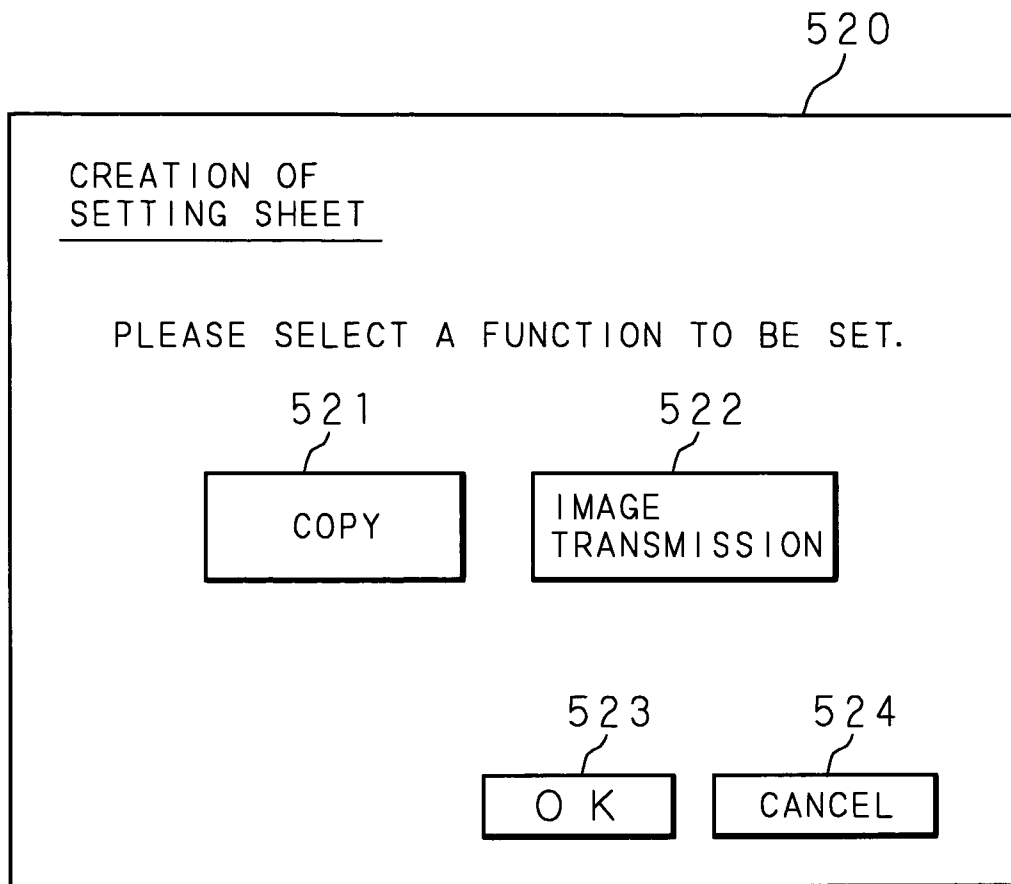 520
CREATION OF
SETTING SHEET
PLEASE SELECT A FUNCTION TO BE SET.
521 522
COPY
IMAGE
TRANSMISSION
523 524
OK CANCEL